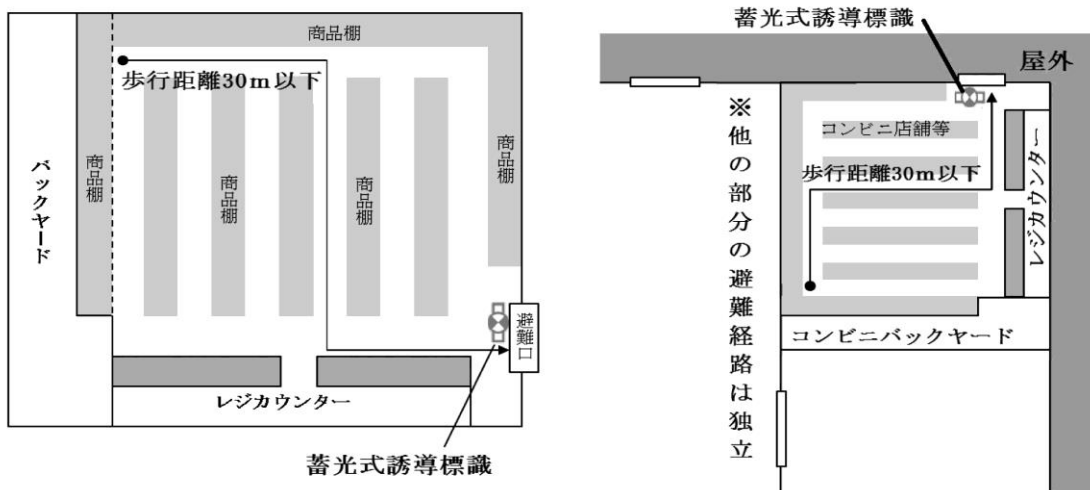 商品棚
歩行距離30m以下
商品棚
商品棚
商品棚
商品棚
バックヤード
避難口
レジカウンター
蓄光式誘導標識
蓄光式誘導標識
屋外
コンビニ店舗等
歩行距離30m以下
レジカウンター
※他の部分の避難経路は独立
コンビニバックヤード